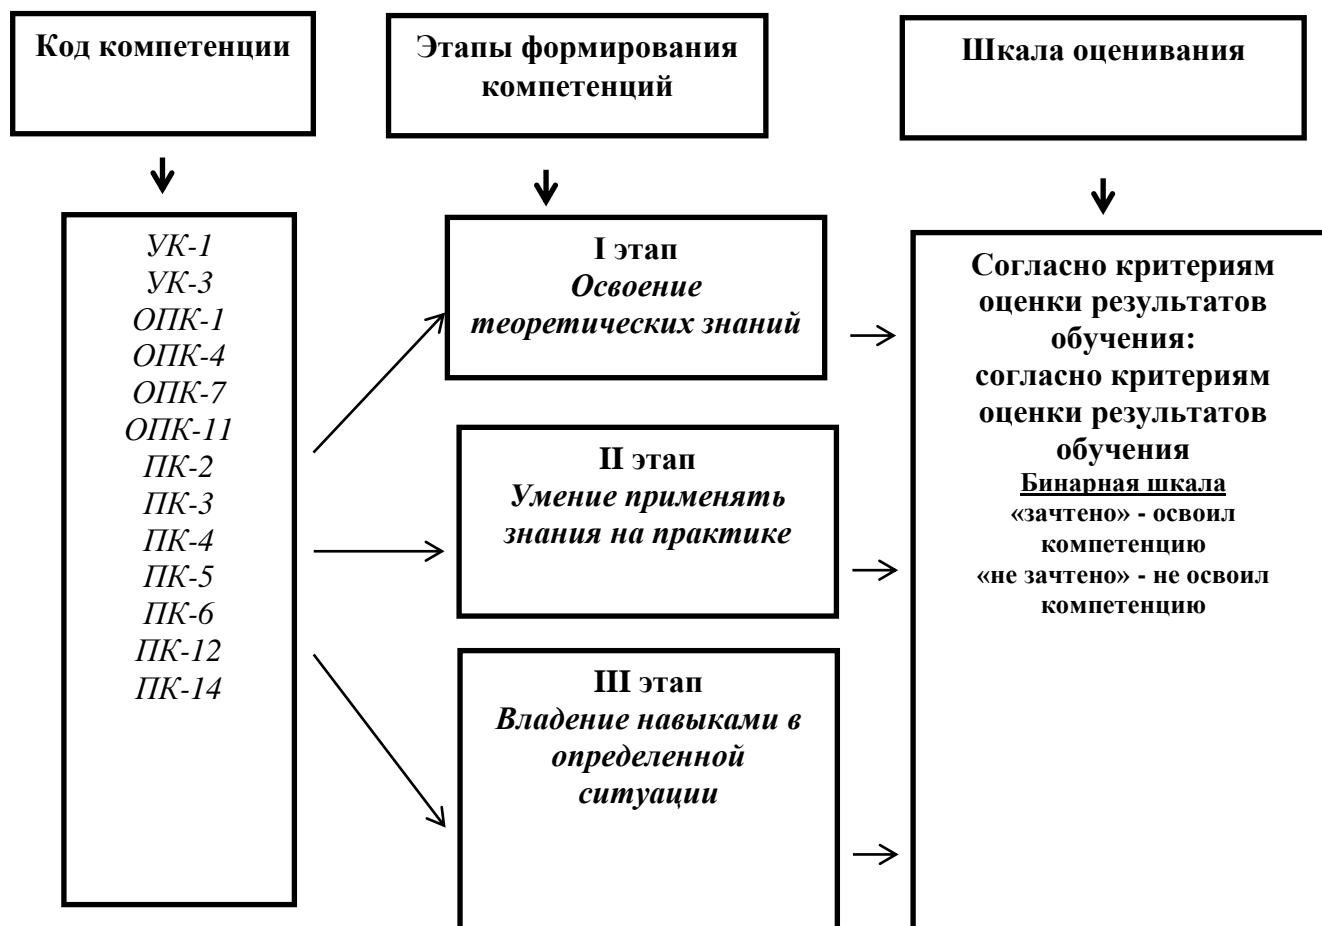 Код компетенции
Этапы формирования
компетенций
Шкала оценивания
УК-1
УК-3
ОПК-1
ОПК-4
ОПК-7
ОПК-11
ПК-2
ПК-3
ПК-4
ПК-5
ПК-6
ПК-12
ПК-14
I этап
Освоение
теоретических знаний
II этап
Умение применять
знания на практике
III этап
Владение навыками в
определенной
ситуации
Согласно критериям
оценки результатов
обучения:
согласно критериям
оценки результатов
обучения
Бинарная шкала
«зачтено» - освоил
компетенцию
«не зачтено» - не освоил
компетенцию